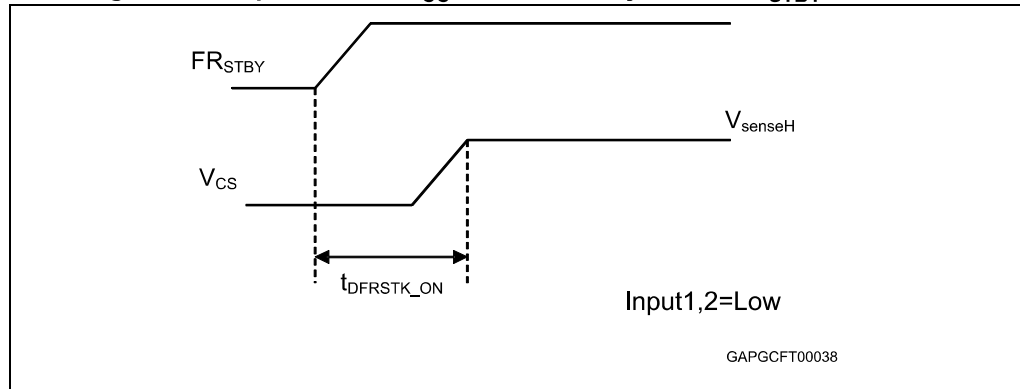 FRSTBY
VsenseH
VCS
tDFRSTK_ON
Input1,2=Low
GAPGCFT00038